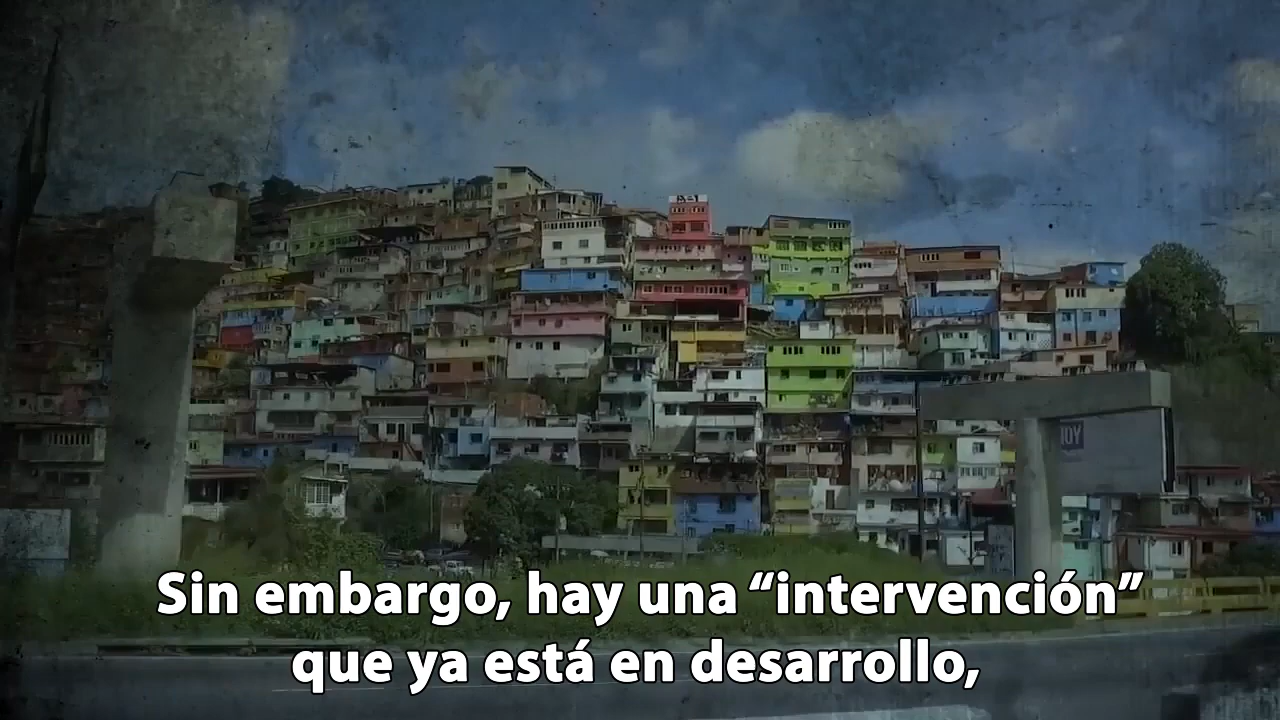 Sin embargo, hay una “intervención”
que ya está en desarrollo,